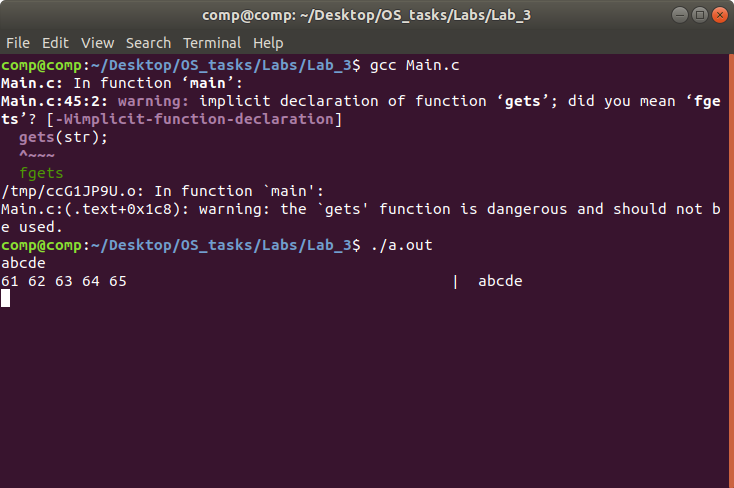 comp@comp: ~/Desktop/OS_tasks/Labs/Lab_3
File Edit View Search Terminal Help
comp@comp:~/Desktop/OS_tasks/Labs/Lab_3$ gcc Main.c
Main.c: In function ‘main’:
Main.c:45:2: warning: implicit declaration of function ‘gets’; did you mean ‘fge
ts’? [-Wimplicit-function-declaration]
  gets(str);
  ^~~~
  fgets
/tmp/ccG1JP9U.o: In function `main':
Main.c:(.text+0x1c8): warning: the `gets' function is dangerous and should not b
e used.
comp@comp:~/Desktop/OS_tasks/Labs/Lab_3$ ./a.out
abcde
61 62 63 64 65                                    |  abcde